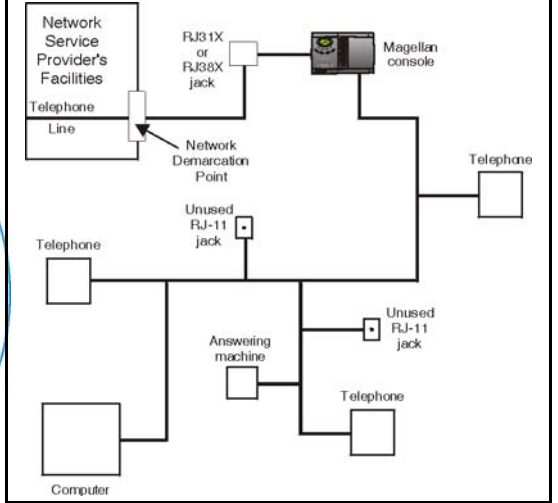 Network
Service
Provider's
Facilities
Telephone
Line
RJ31X
or
RJ38X
jack
Magellan
console
Network
Demarcation
Point
Telephone
Unused
RJ-11
jack
Telephone
Unused
RJ-11
jack
Answering
machine
Telephone
Computer